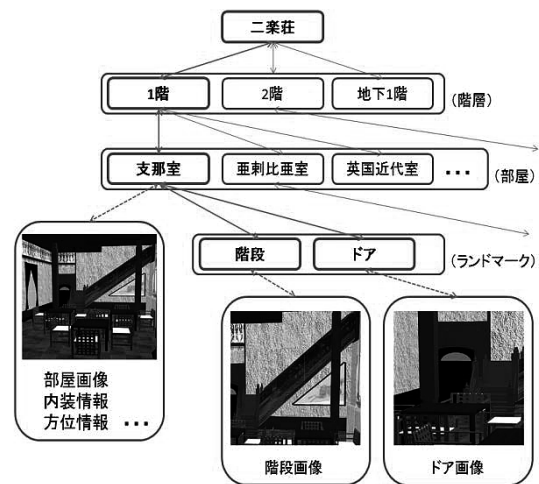 二楽荘
1階 2階 地下1階 (階層)
支那室 亜剌比亜室 英国近代室 ・・・ (部屋)
階段 ドア (ランドマーク)
部屋画像
内装情報
方位情報 ・・・
階段画像 ドア画像